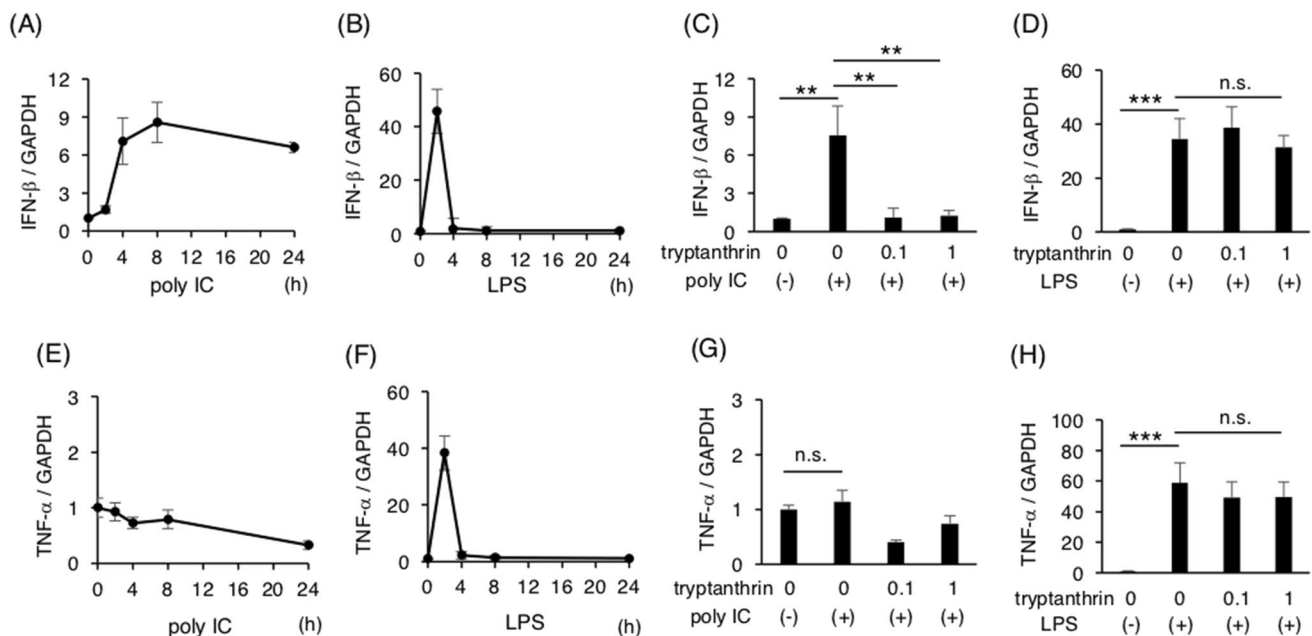 (A)
IFN-β / GAPDH
12
9
6
3
0
0 4 8 12 16 20 24
poly IC (h)
(B)
IFN-β / GAPDH
60
40
20
0
0 4 8 12 16 20 24
LPS (h)
(C)
**
**
**
IFN-β / GAPDH
12
9
6
3
0
tryptanthrin 0 0 0.1 1
poly IC (-) (+) (+) (+)
(D)
n.s.
***
IFN-β / GAPDH
60
40
20
0
tryptanthrin 0 0 0.1 1
LPS (-) (+) (+) (+)
(E)
TNF-α / GAPDH
3
2
1
0
0 4 8 12 16 20 24
poly IC (h)
(F)
TNF-α / GAPDH
60
40
20
0
0 4 8 12 16 20 24
LPS (h)
(G)
n.s.
TNF-α / GAPDH
3
2
1
0
tryptanthrin 0 0 0.1 1
poly IC (-) (+) (+) (+)
(H)
n.s.
***
TNF-α / GAPDH
100
80
60
40
20
0
tryptanthrin 0 0 0.1 1
LPS (-) (+) (+) (+)